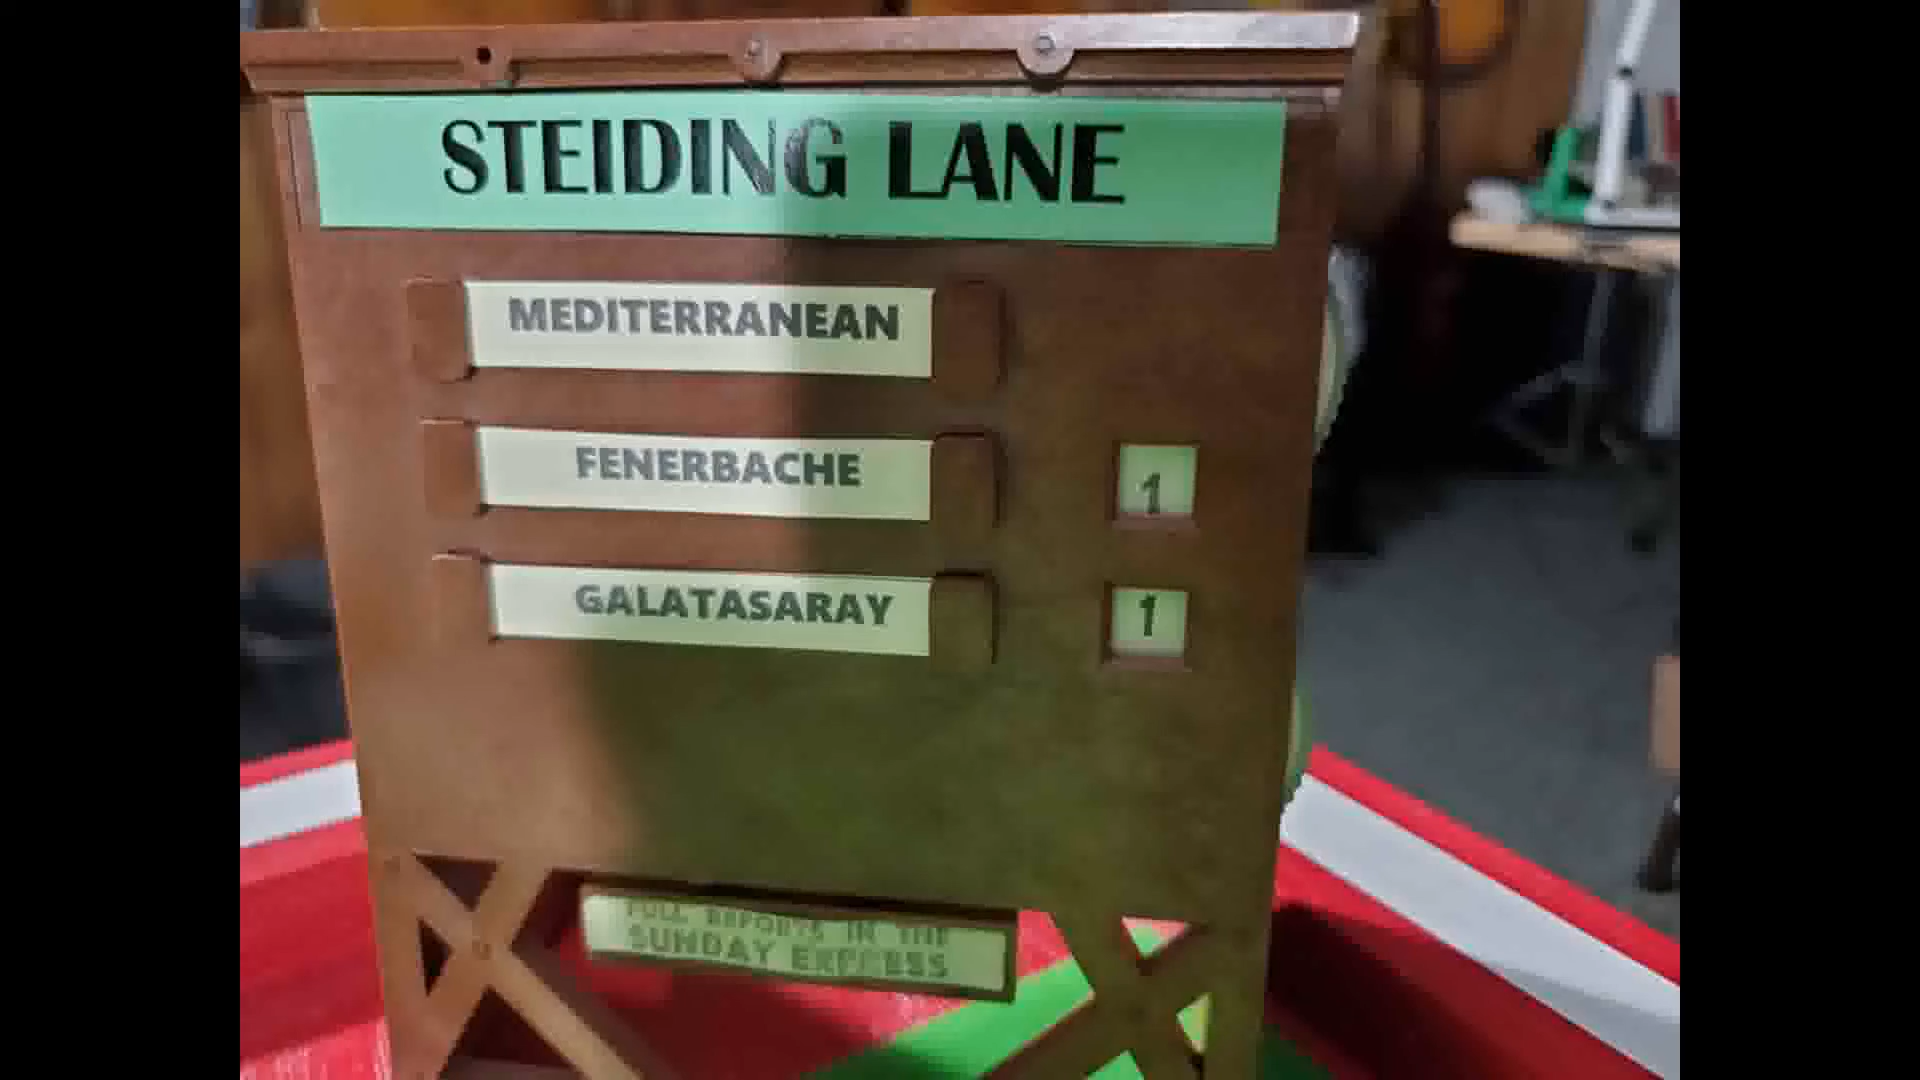 STEIDING LANE
MEDITERRANEAN
FENERBACHE 1
GALATASARAY 1
FULL REPORTS IN THE
SUNDAY EXPRESS